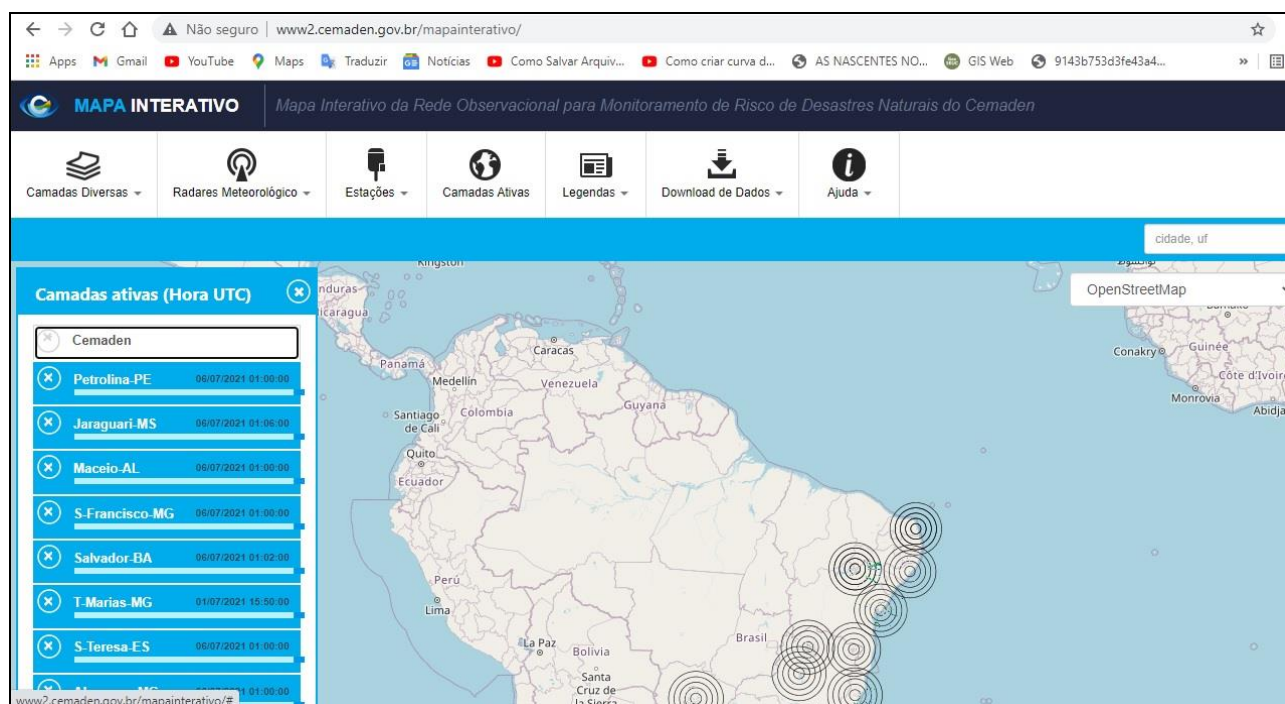 Não seguro | www2.cemaden.gov.br/mapainterativo/
Apps Gmail YouTube Maps Traduzir Notícias Como Salvar Arquiv... Como criar curva d... AS NASCENTES NO... GIS Web 9143b753d3fe43a4... »
MAPA INTERATIVO Mapa Interativo da Rede Observacional para Monitoramento de Risco de Desastres Naturais do Cemaden
Camadas Diversas Radares Meteorológico Estações Camadas Ativas Legendas Download de Dados Ajuda
cidade, uf
Camadas ativas (Hora UTC)
OpenStreetMap
Cemaden
Petrolina-PE 06/07/2021 01:00:00
Jaraguari-MS 06/07/2021 01:06:00
Maceio-AL 06/07/2021 01:00:00
S-Francisco-MG 06/07/2021 01:00:00
Salvador-BA 06/07/2021 01:02:00
T-Marias-MG 01/07/2021 15:50:00
S-Teresa-ES 06/07/2021 01:00:00
01:00:00
www2.cemaden.gov.br/mapainterativo/#
Kingston
nduras
icaragua
Panamá
Caracas
Medellín
Venezuela
Santiago de Cali
Colombia
Guyana
Quito
Ecuador
Perú
Lima
La Paz
Bolivia
Brasil
Santa
Cruz de
la Sierra
Conakry
Guinée
Côte d'Ivoire
Monrovia
Abidja